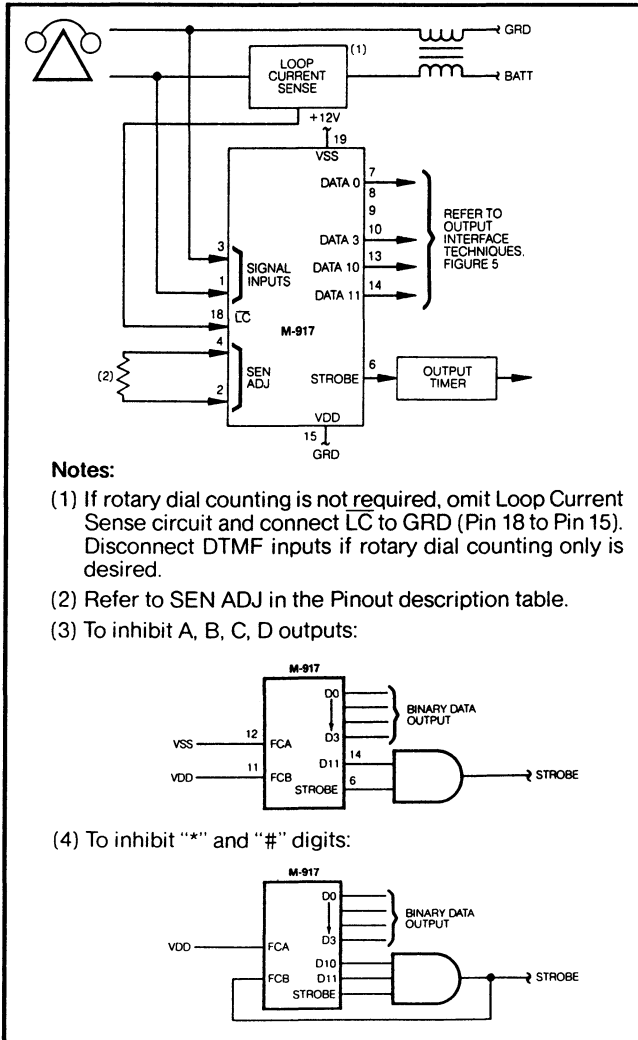 GRD
(1)
LOOP
CURRENT
SENSE
BATT
+12V
19
VSS
DATA 0
7
8
9
DATA 3
10
DATA 10
13
DATA 11
14
REFER TO
OUTPUT
INTERFACE
TECHNIQUES.
FIGURE 5
3
SIGNAL
INPUTS
1
18
LC
M-917
4
SEN
ADJ
(2)
2
STROBE
6
OUTPUT
TIMER
VDD
15
GRD
Notes:
(1) If rotary dial counting is not required, omit Loop Current
Sense circuit and connect LC to GRD (Pin 18 to Pin 15).
Disconnect DTMF inputs if rotary dial counting only is
desired.
(2) Refer to SEN ADJ in the Pinout description table.
(3) To inhibit A, B, C, D outputs:
M-917
D0
BINARY DATA
OUTPUT
D3
VSS
12
FCA
VDD
11
FCB
D11
14
STROBE
6
STROBE
(4) To inhibit "*" and "#" digits:
M-917
D0
BINARY DATA
OUTPUT
D3
VDD
FCA
D10
FCB
D11
STROBE
STROBE